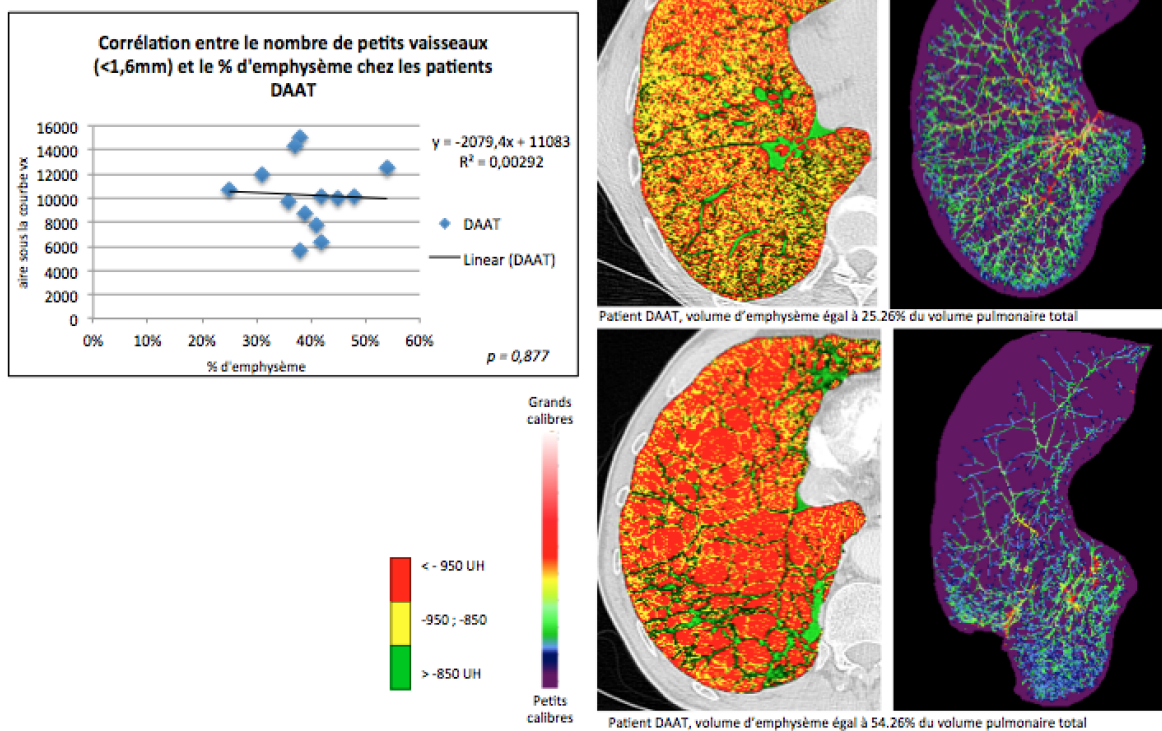 Corrélation entre le nombre de petits vaisseaux
(<1,6mm) et le % d'emphysème chez les patients
DAAT
16000
14000
12000
10000
8000
6000
4000
2000
0
aire sous la courbe vx
0% 10% 20% 30% 40% 50% 60%
% d'emphysème
y = -2079,4x + 11083
R² = 0,00292
DAAT
Linear (DAAT)
p = 0,877
Patient DAAT, volume d'emphysème égal à 25.26% du volume pulmonaire total
Grands
calibres
Petits
calibres
< - 950 UH
-950 ; -850
> -850 UH
Patient DAAT, volume d'emphysème égal à 54.26% du volume pulmonaire total